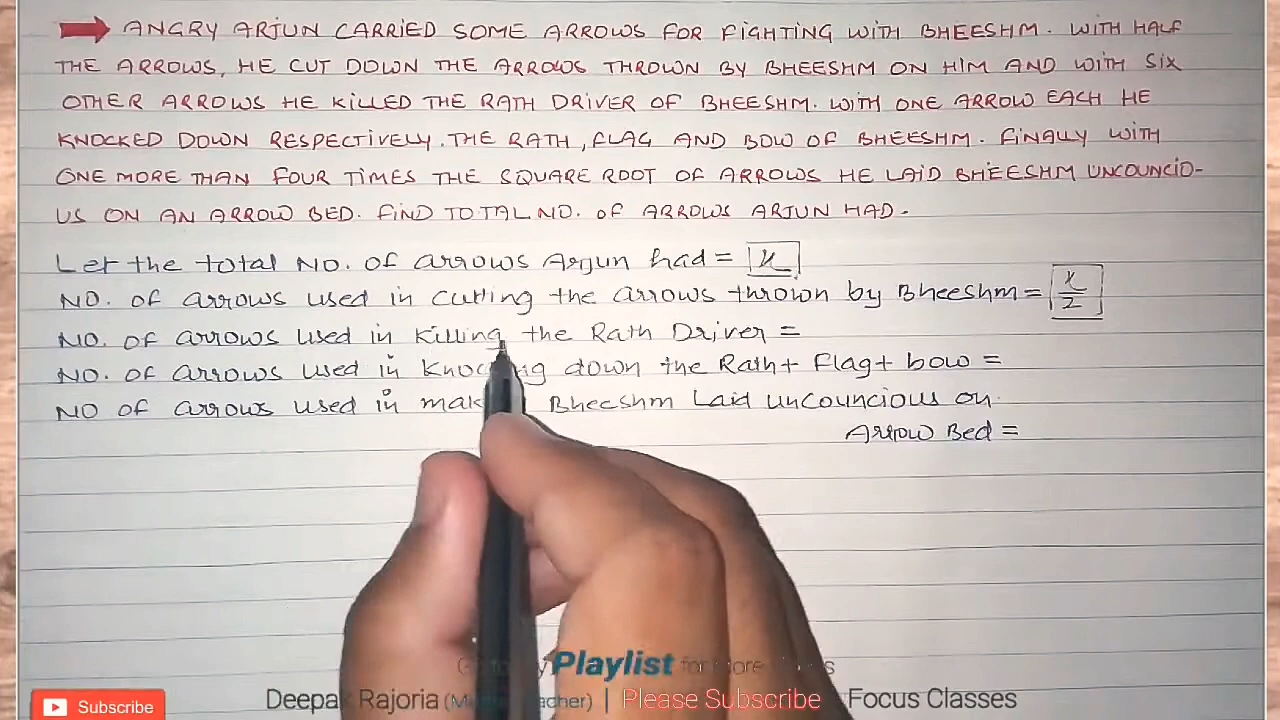 ANGRY ARJUN CARRIED SOME ARROWS FOR FIGHTING WITH BHEESHM. WITH HALF
THE ARROWS, HE CUT DOWN THE ARROWS THROWN BY BHEESHM ON HIM AND WITH SIX
OTHER ARROWS HE KILLED THE RATH DRIVER OF BHEESHM. WITH ONE ARROW EACH HE
KNOCKED DOWN RESPECTIVELY. THE RATH, FLAG AND BOW OF BHEESHM. FINALLY WITH
ONE MORE THAN FOUR TIMES THE SQUARE ROOT OF ARROWS HE LAID BHEESHM UNCOUNCIO-
US ON AN ARROW BED. FIND TOTAL NO. OF ARROWS ARJUN HAD.
Let the total No. of arrows Arjun had = x
NO. of arrows used in cutting the arrows thrown by Bheeshm = x/2
NO. of arrows used in killing the Rath Driver =
NO. of arrows used in down the Rath + Flag + bow =
NO of arrows used in Bheeshm Laid uncouncious on
Arrow Bed =
Playlist for
Deepak Rajoria | Please Subscribe Focus Classes
Subscribe